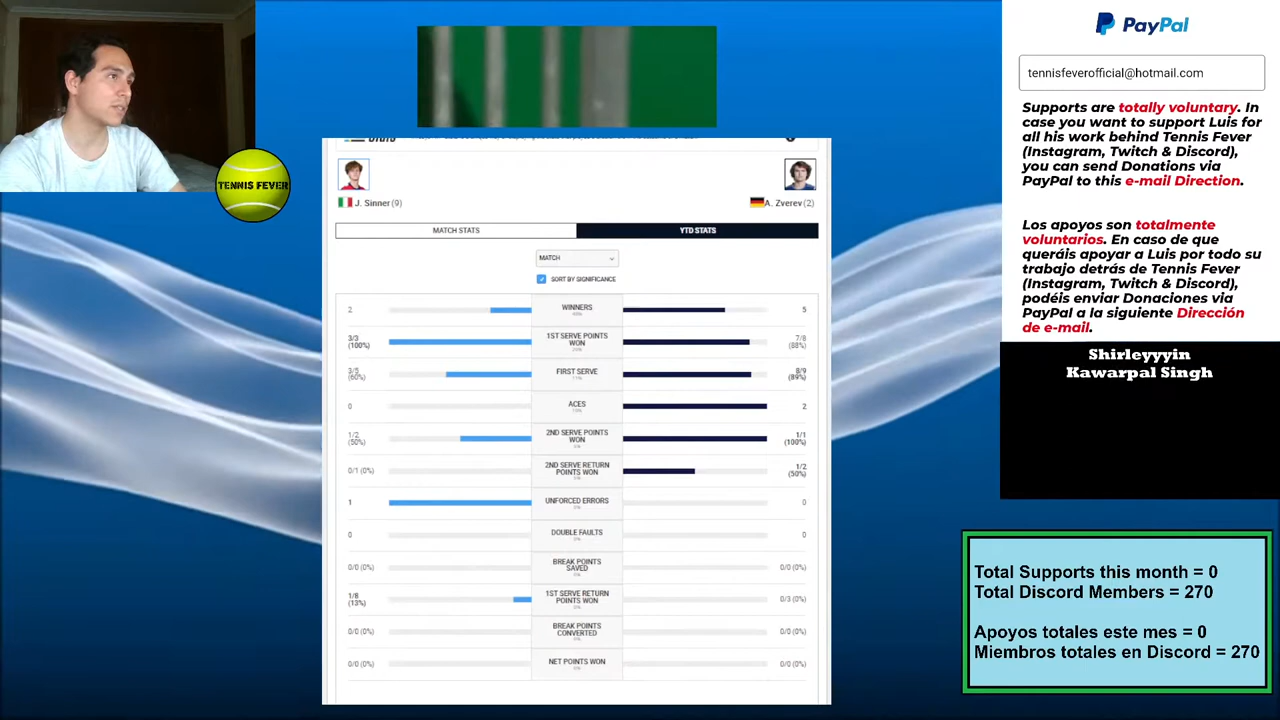 PayPal
tennisfeverofficial@hotmail.com
Supports are totally voluntary. In
case you want to support Luis for
all his work behind Tennis Fever
(Instagram, Twitch & Discord),
you can send Donations via
PayPal to this e-mail Direction.
Los apoyos son totalmente
voluntarios. En caso de que
queráis apoyar a Luis por todo su
trabajo detrás de Tennis Fever
(Instagram, Twitch & Discord),
podéis enviar Donaciones via
PayPal a la siguiente Dirección
de e-mail.
Shirleyyyin
Kawarpal Singh
Total Supports this month = 0
Total Discord Members = 270
Apoyos totales este mes = 0
Miembros totales en Discord = 270
TENNIS FEVER
J. Sinner (9)
A. Zverev (2)
MATCH STATS
YTD STATS
MATCH
SORT BY SIGNIFICANCE
2 WINNERS 5
3/3 (100%) 1ST SERVE POINTS WON 7/8 (88%)
3/5 (60%) FIRST SERVE 8/9 (89%)
0 ACES 2
1/2 (50%) 2ND SERVE POINTS WON 1/1 (100%)
0/1 (0%) 2ND SERVE RETURN POINTS WON 1/2 (50%)
1 UNFORCED ERRORS 0
0 DOUBLE FAULTS 0
0/0 (0%) BREAK POINTS SAVED 0/0 (0%)
1/8 (13%) 1ST SERVE RETURN POINTS WON 0/3 (0%)
0/0 (0%) BREAK POINTS CONVERTED 0/0 (0%)
0/0 (0%) NET POINTS WON 0/0 (0%)